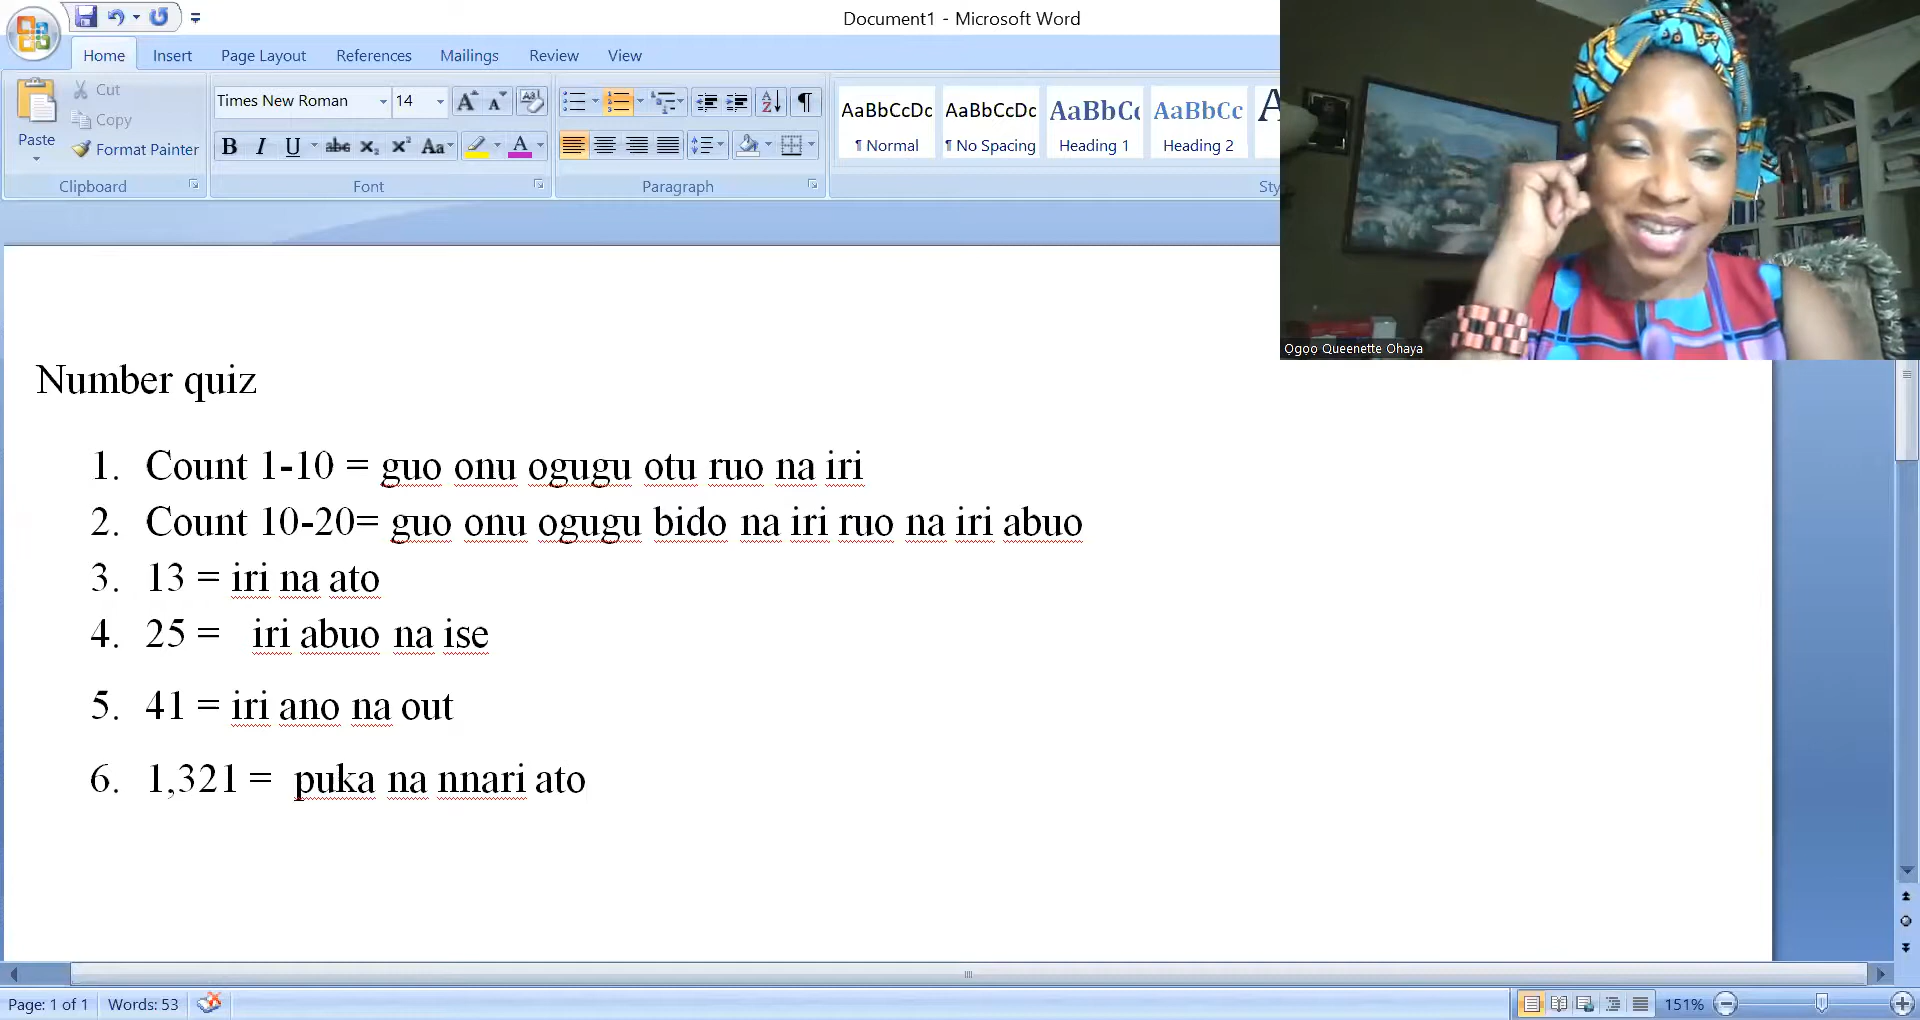 Document1 - Microsoft Word
Home Insert Page Layout References Mailings Review View
Paste
Cut
Copy
Format Painter
Clipboard
Times New Roman 14
B I U abc x₂ x² Aa A
Font
Paragraph
AaBbCcDc AaBbCcDc AaBbCc AaBbCc A
¶ Normal ¶ No Spacing Heading 1 Heading 2
Sty
Ogoo Queenette Ohaya
Number quiz
1. Count 1-10 = guo onu ogugu otu ruo na iri
2. Count 10-20= guo onu ogugu bido na iri ruo na iri abuo
3. 13 = iri na ato
4. 25 = iri abuo na ise
5. 41 = iri ano na out
6. 1,321 = puka na nnari ato
Page: 1 of 1 Words: 53 151%